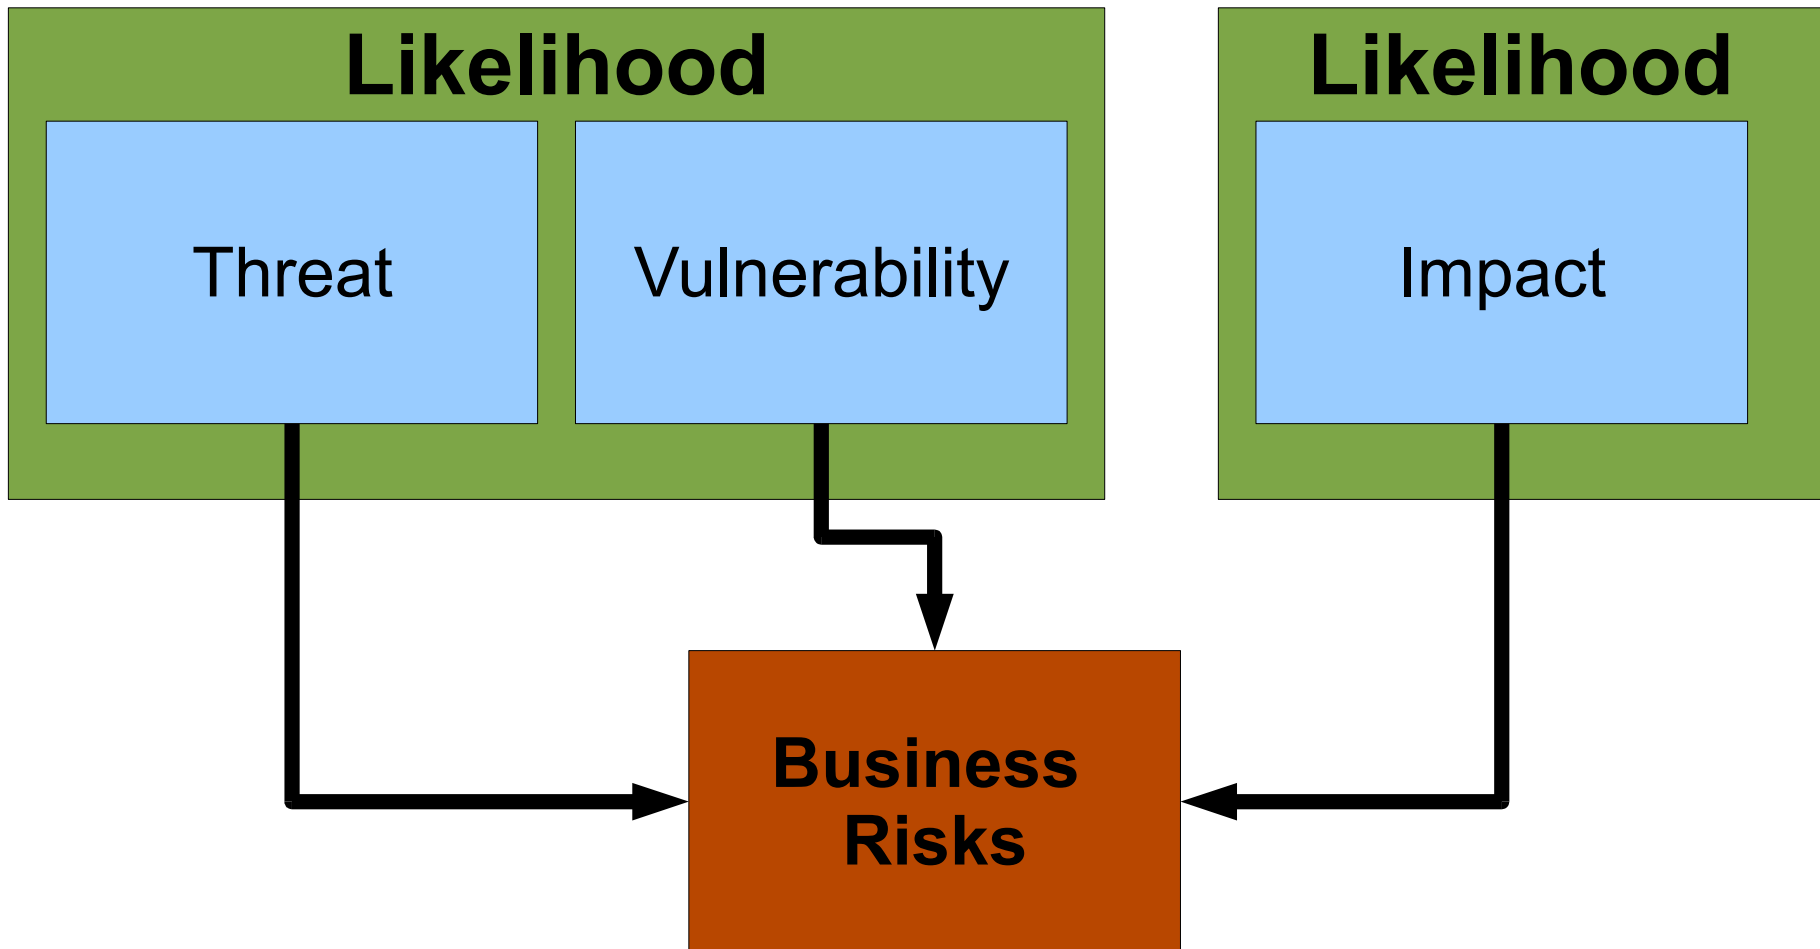 Likelihood
Likelihood
Threat
Vulnerability
Impact
Business
Risks